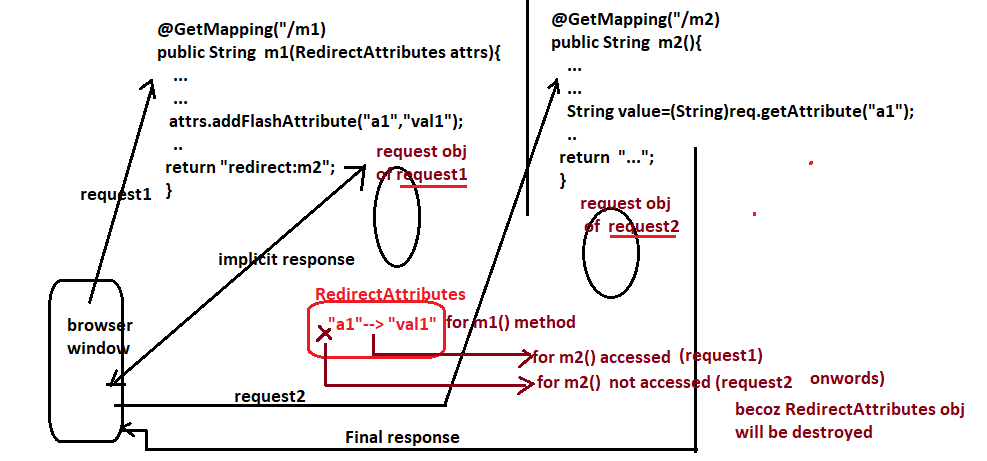 @GetMapping("/m1)
public String m1(RedirectAttributes attrs){
...
...
attrs.addFlashAttribute("a1","val1");
..
return "redirect:m2";
}
request obj
of request1
request1
implicit response
RedirectAttributes
"a1"--> "val1"
for m1() method
browser
window
request2
Final response
@GetMapping("/m2)
public String m2(){
...
...
String value=(String)req.getAttribute("a1");
..
return "...";
}
request obj
of request2
for m2() accessed (request1)
for m2() not accessed (request2 onwords)
becoz RedirectAttributes obj
will be destroyed